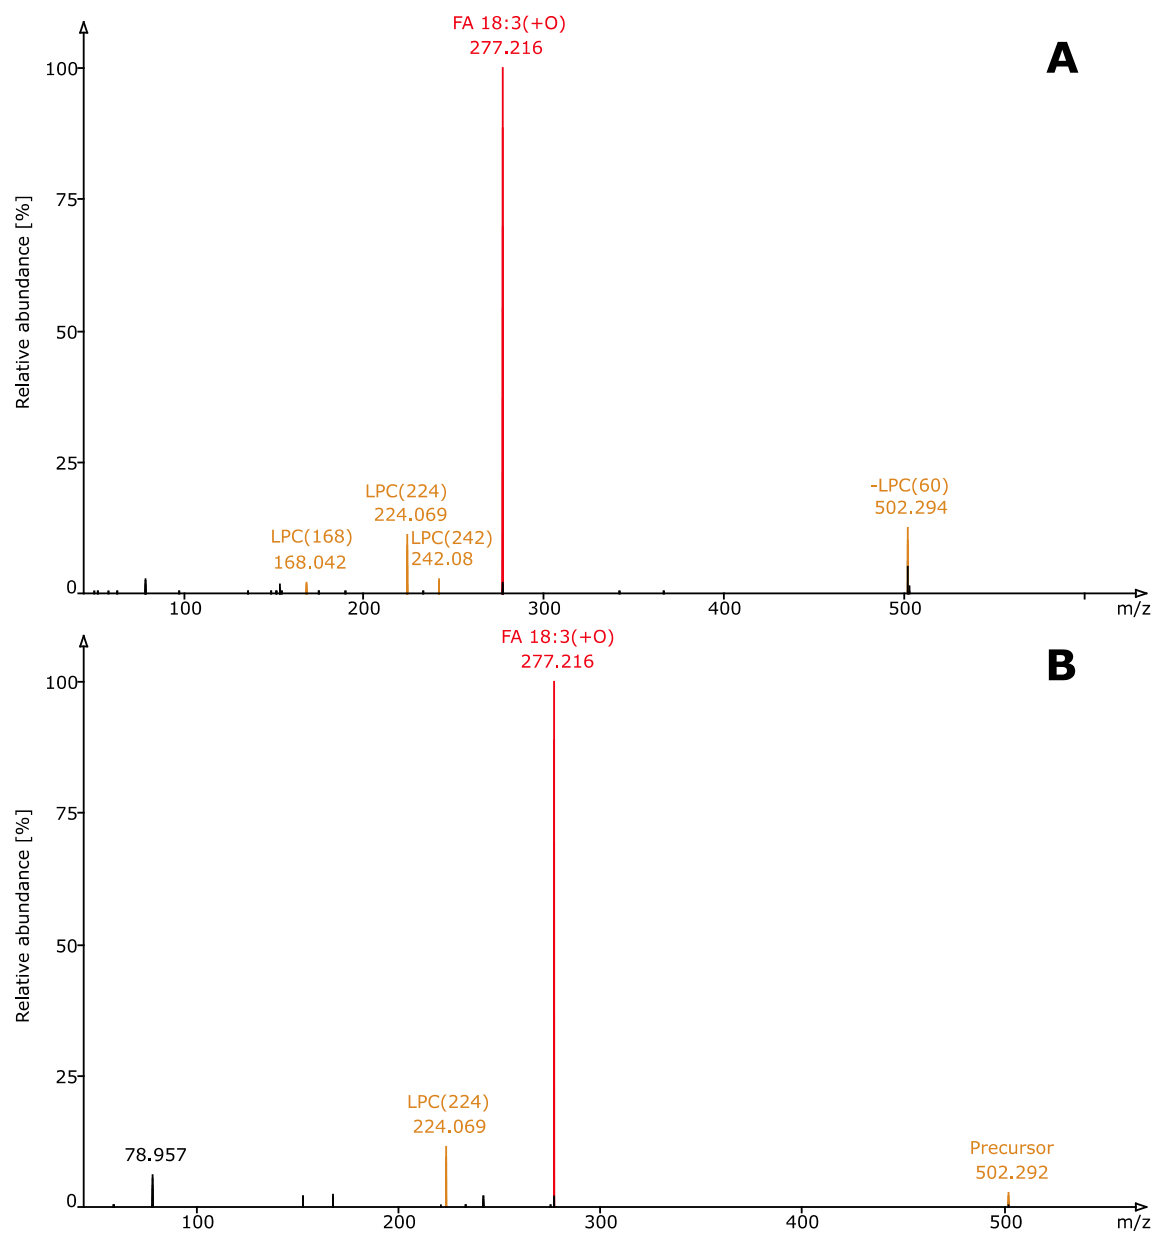 FA 18:3(+O)
277.216
A
100
75
50
25
0
Relative abundance [%]
LPC(224)
224.069
LPC(168)
168.042
LPC(242)
242.08
-LPC(60)
502.294
100
200
300
400
500
m/z
FA 18:3(+O)
277.216
B
100
75
50
25
0
Relative abundance [%]
78.957
LPC(224)
224.069
Precursor
502.292
100
200
300
400
500
m/z